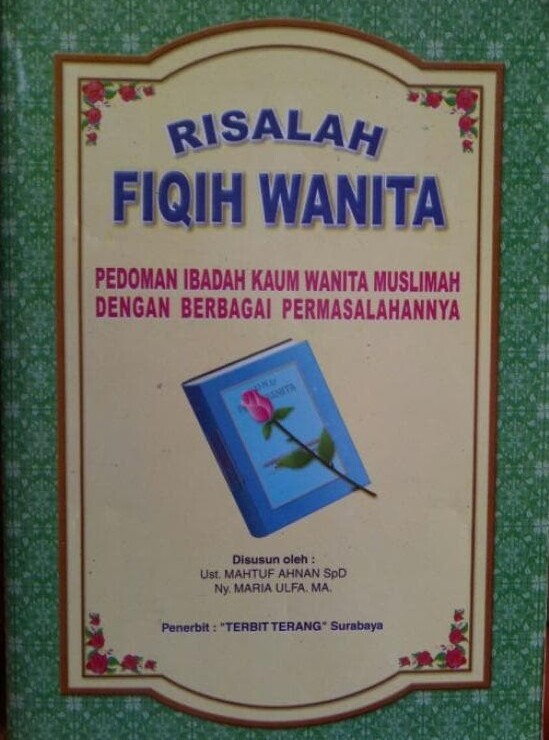 RISALAH
FIQIH WANITA
PEDOMAN IBADAH KAUM WANITA MUSLIMAH
DENGAN BERBAGAI PERMASALAHANNYA
WANITA
Disusun oleh :
Ust. MAHTUF AHNAN SpD
Ny. MARIA ULFA. MA.
Penerbit : "TERBIT TERANG" Surabaya